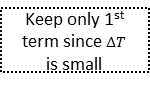 Keep only 1st
term since ΔT
is small